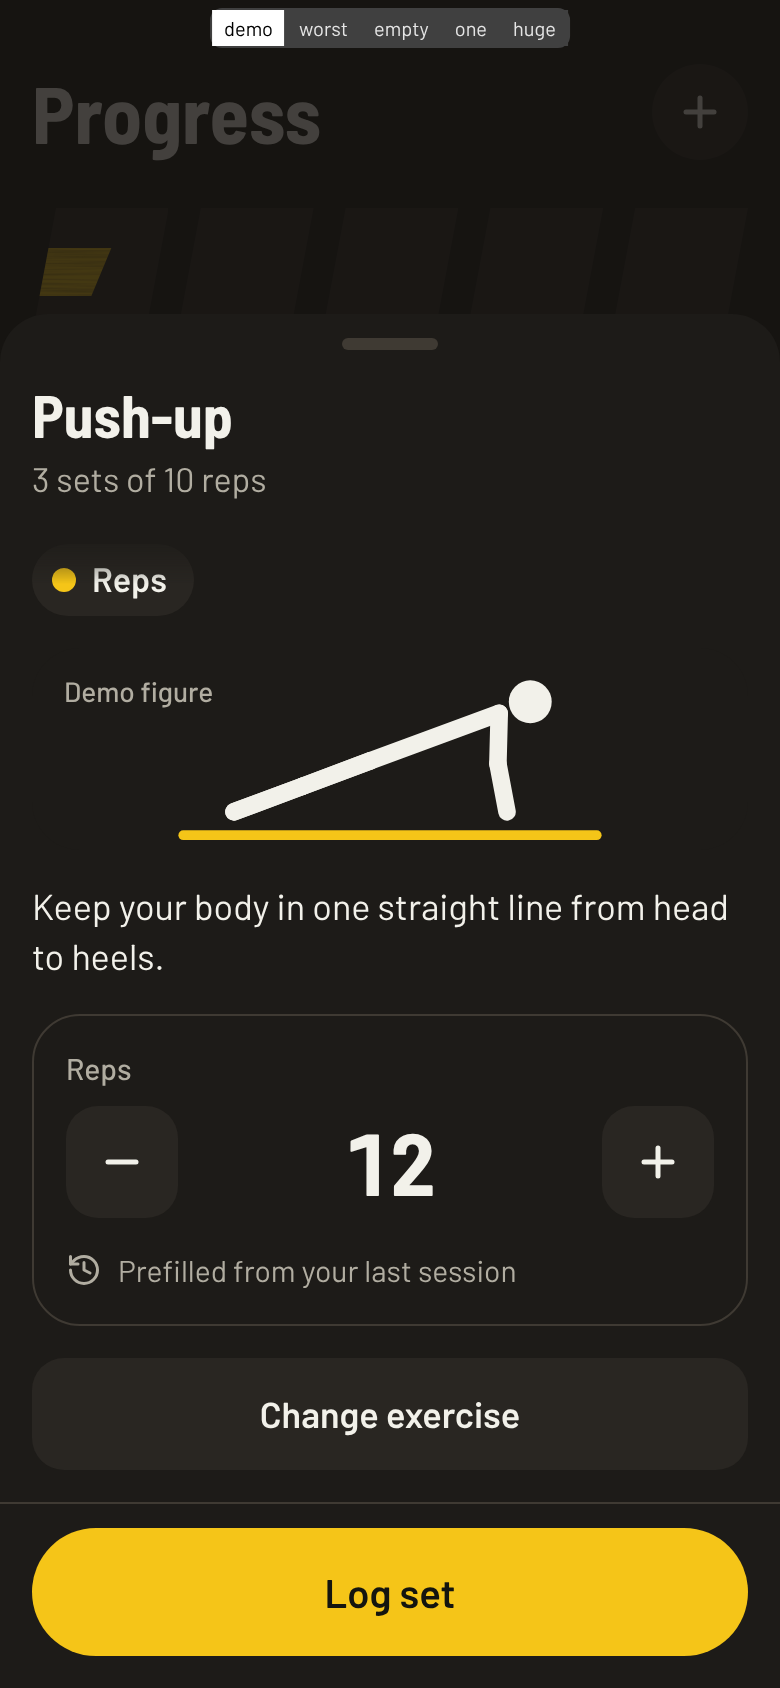 demo worst empty one huge
Progress
Push-up
3 sets of 10 reps
Reps
Demo figure
Keep your body in one straight line from head
to heels.
Reps
12
Prefilled from your last session
Change exercise
Log set